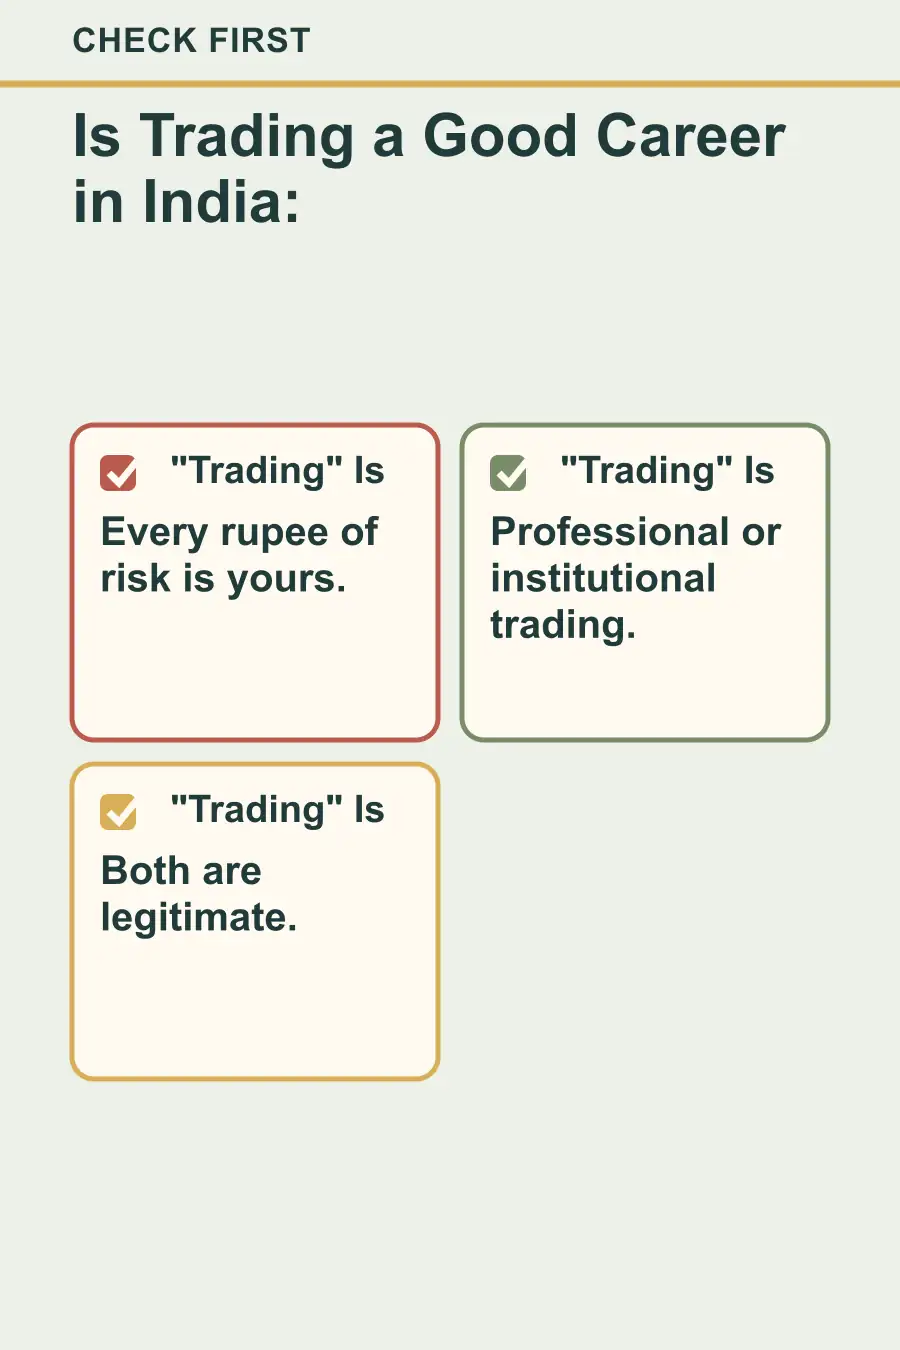 CHECK FIRST
Is Trading a Good Career
in India:
"Trading" Is
Every rupee of
risk is yours.
"Trading" Is
Professional or
institutional
trading.
"Trading" Is
Both are
legitimate.